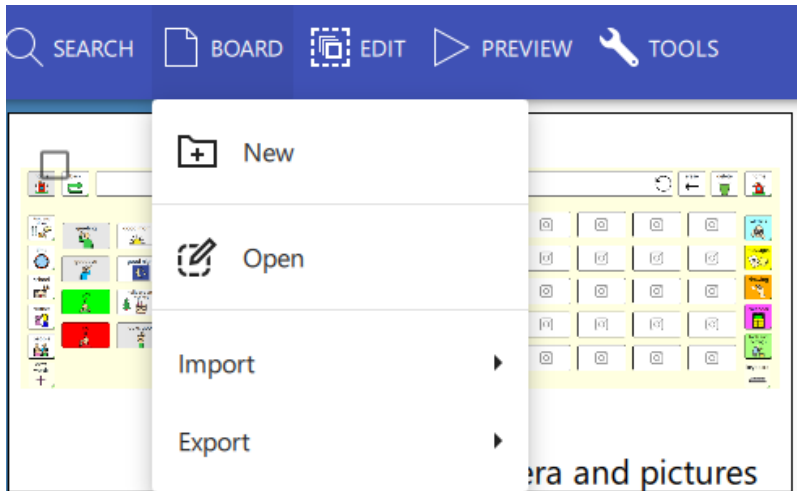 SEARCH BOARD EDIT PREVIEW TOOLS
New
Open
Import
Export
era and pictures